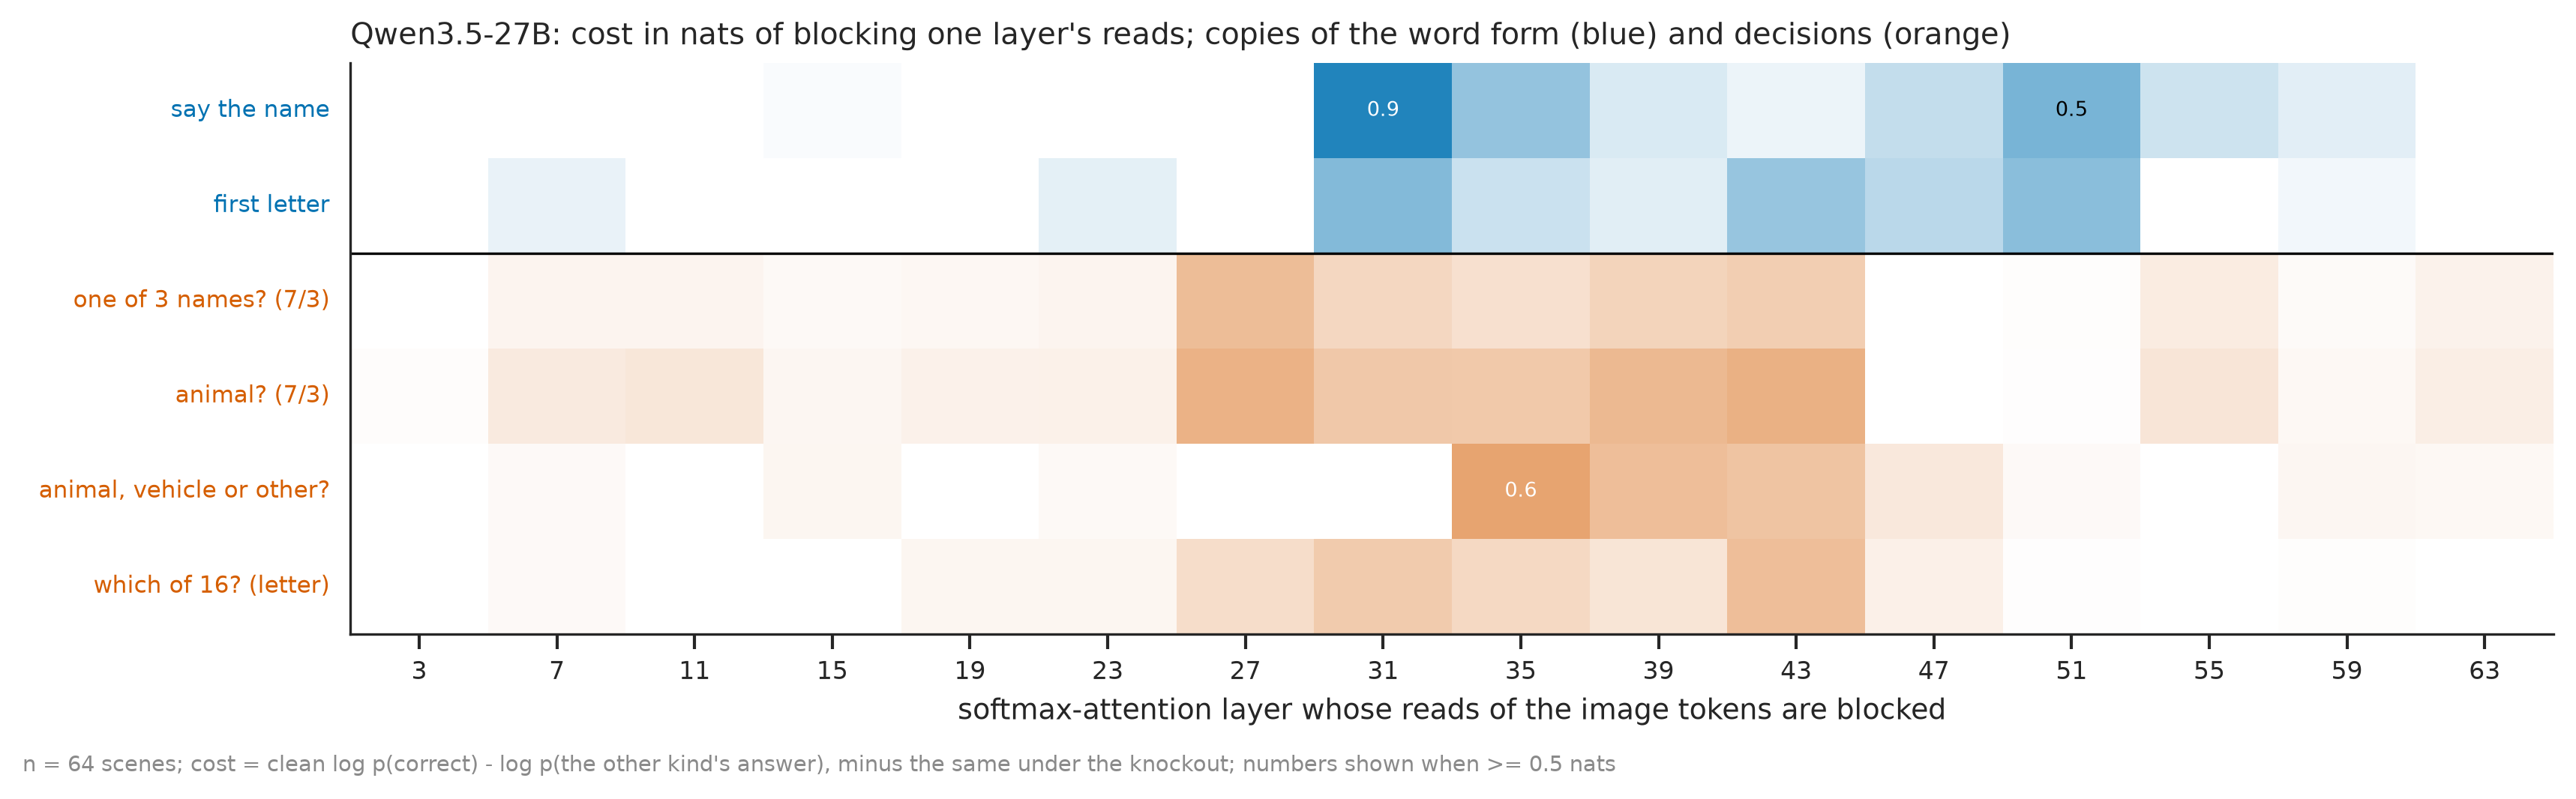 Qwen3.5-27B: cost in nats of blocking one layer's reads; copies of the word form (blue) and decisions (orange)
say the name
0.9
0.5
first letter
one of 3 names? (7/3)
animal? (7/3)
animal, vehicle or other?
0.6
which of 16? (letter)
3 7 11 15 19 23 27 31 35 39 43 47 51 55 59 63
softmax-attention layer whose reads of the image tokens are blocked
n = 64 scenes; cost = clean log p(correct) - log p(the other kind's answer), minus the same under the knockout; numbers shown when >= 0.5 nats